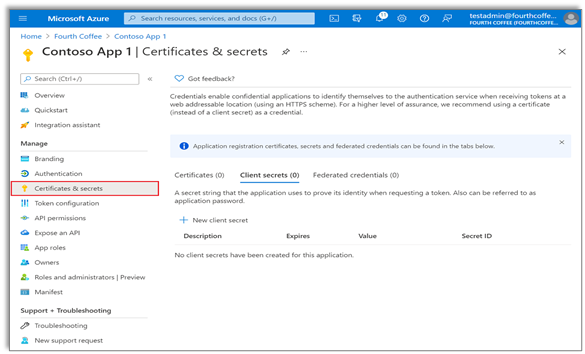 Microsoft Azure
Search resources, services, and docs (G+/)
11
testadmin@fourthcoffee...
FOURTH COFFEE (FOURTHCOFFE...
Home > Fourth Coffee > Contoso App 1
Contoso App 1 | Certificates & secrets
Search (Ctrl+/)
Overview
Quickstart
Integration assistant
Manage
Branding
Authentication
Certificates & secrets
Token configuration
API permissions
Expose an API
App roles
Owners
Roles and administrators | Preview
Manifest
Support + Troubleshooting
Troubleshooting
New support request
Got feedback?
Credentials enable confidential applications to identify themselves to the authentication service when receiving tokens at a
web addressable location (using an HTTPS scheme). For a higher level of assurance, we recommend using a certificate
(instead of a client secret) as a credential.
Application registration certificates, secrets and federated credentials can be found in the tabs below.
Certificates (0) Client secrets (0) Federated credentials (0)
A secret string that the application uses to prove its identity when requesting a token. Also can be referred to as
application password.
New client secret
Description Expires Value Secret ID
No client secrets have been created for this application.